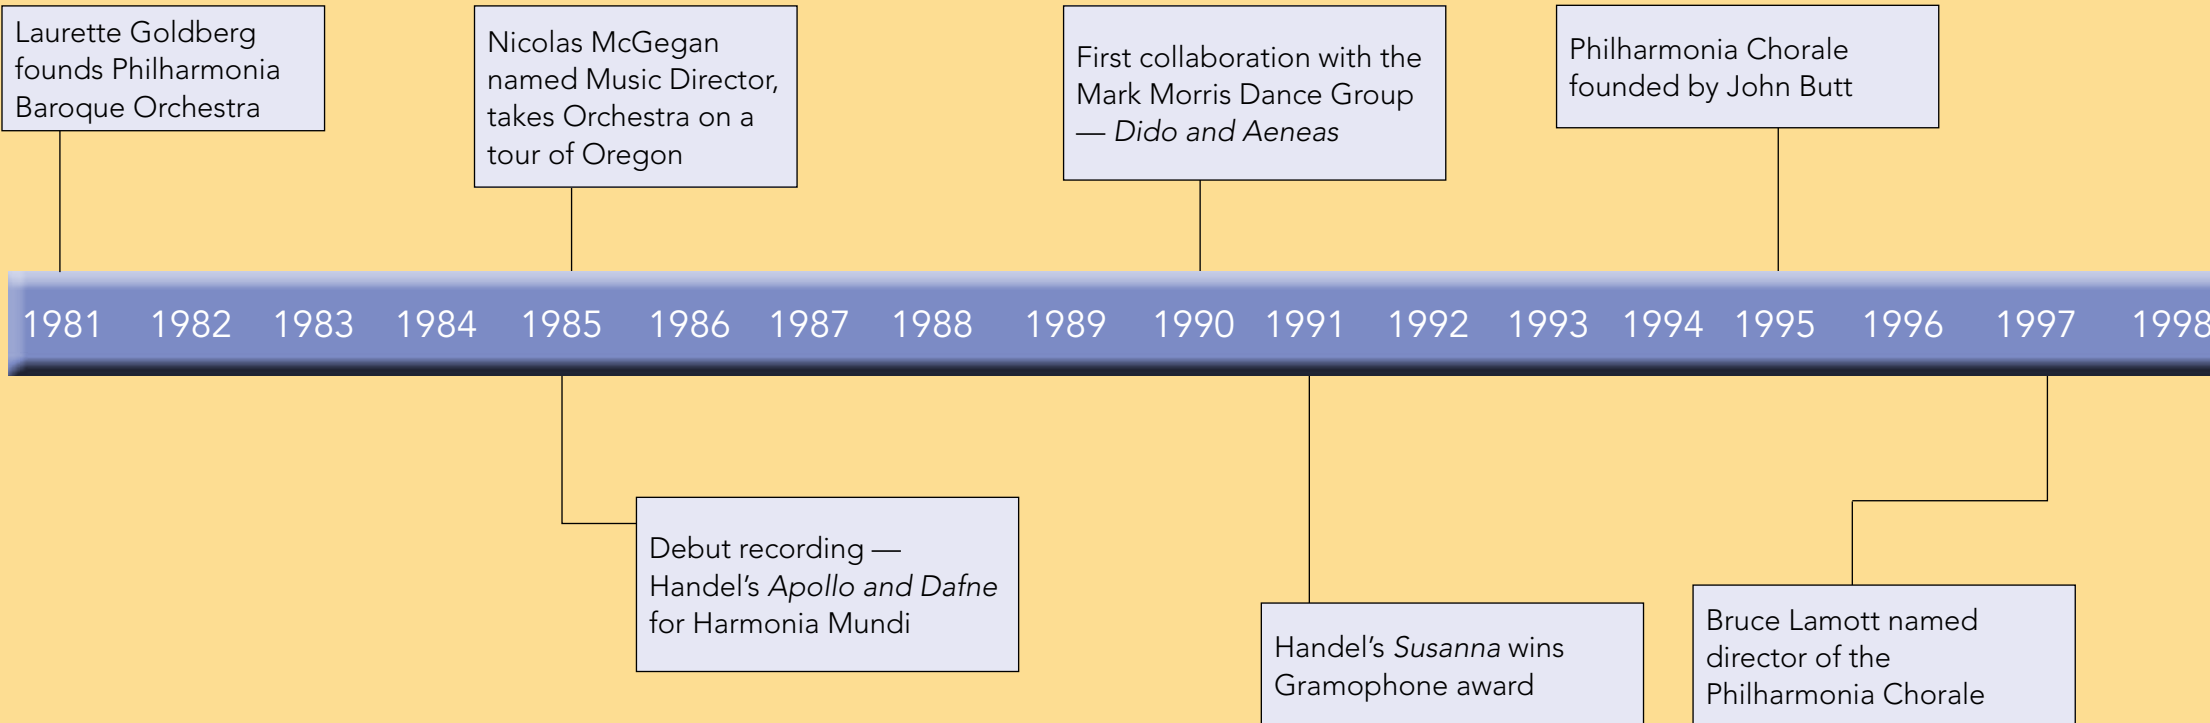 Laurette Goldberg
founds Philharmonia
Baroque Orchestra
Nicolas McGegan
named Music Director,
takes Orchestra on a
tour of Oregon
First collaboration with the
Mark Morris Dance Group
— Dido and Aeneas
Philharmonia Chorale
founded by John Butt
1981 1982 1983 1984 1985 1986 1987 1988 1989 1990 1991 1992 1993 1994 1995 1996 1997 1998
Debut recording —
Handel’s Apollo and Dafne
for Harmonia Mundi
Handel’s Susanna wins
Gramophone award
Bruce Lamott named
director of the
Philharmonia Chorale